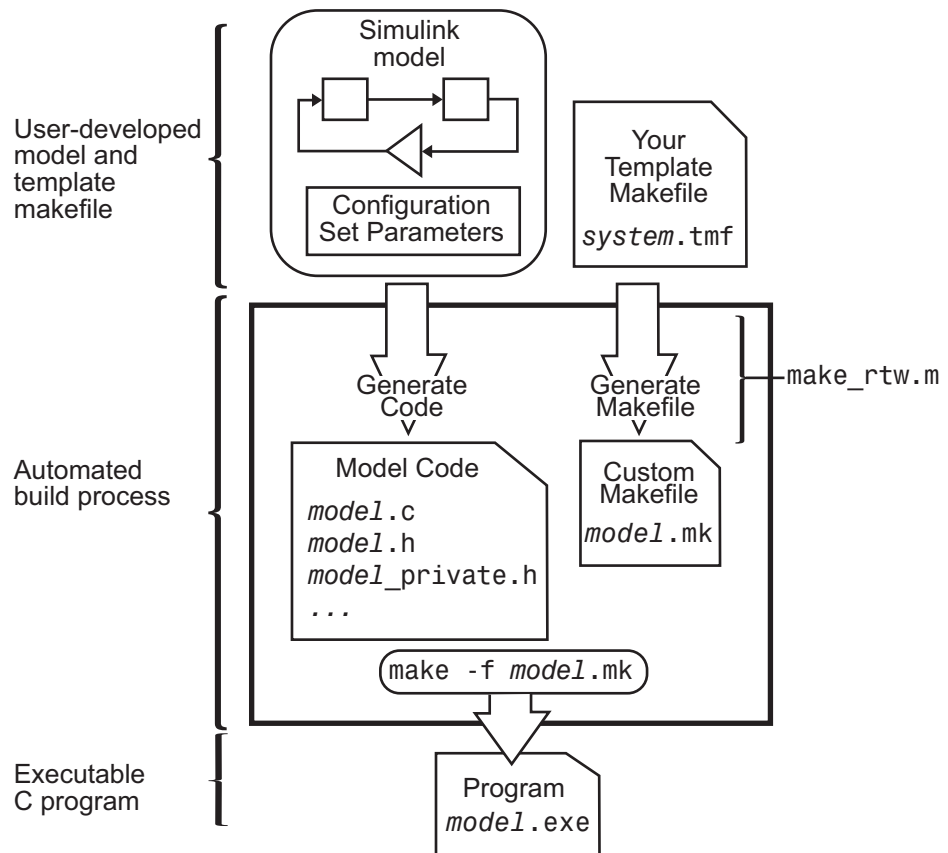 Simulink
model
Configuration
Set Parameters
User-developed
model and
template
makefile
Your
Template
Makefile
system.tmf
Generate
Code
Generate
Makefile
make_rtw.m
Automated
build process
Model Code
model.c
model.h
model_private.h
...
Custom
Makefile
model.mk
make -f model.mk
Executable
C program
Program
model.exe